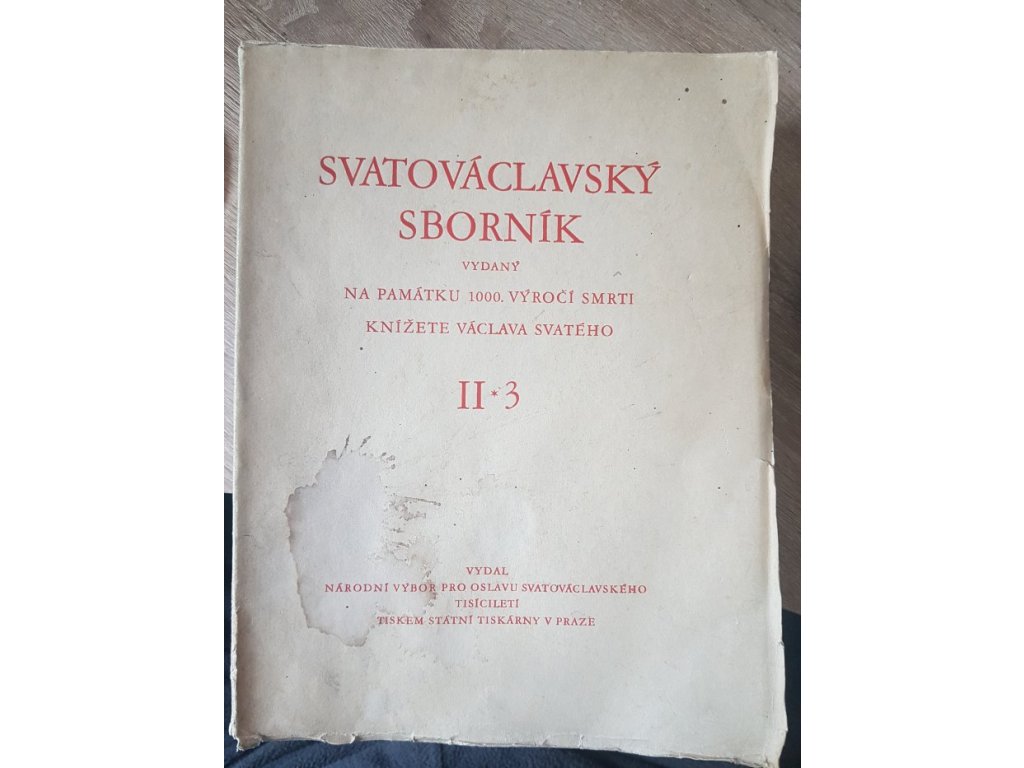 SVATOVÁCLAVSKÝ
SBORNÍK
VYDANÝ
NA PAMÁTKU 1000. VÝROČÍ SMRTI
KNÍŽETE VÁCLAVA SVATÉHO
II * 3
VYDAL
NÁRODNÍ VÝBOR PRO OSLAVU SVATOVÁCLAVSKÉHO
TISÍCILETÍ
TISKEM STÁTNÍ TISKÁRNY V PRAZE